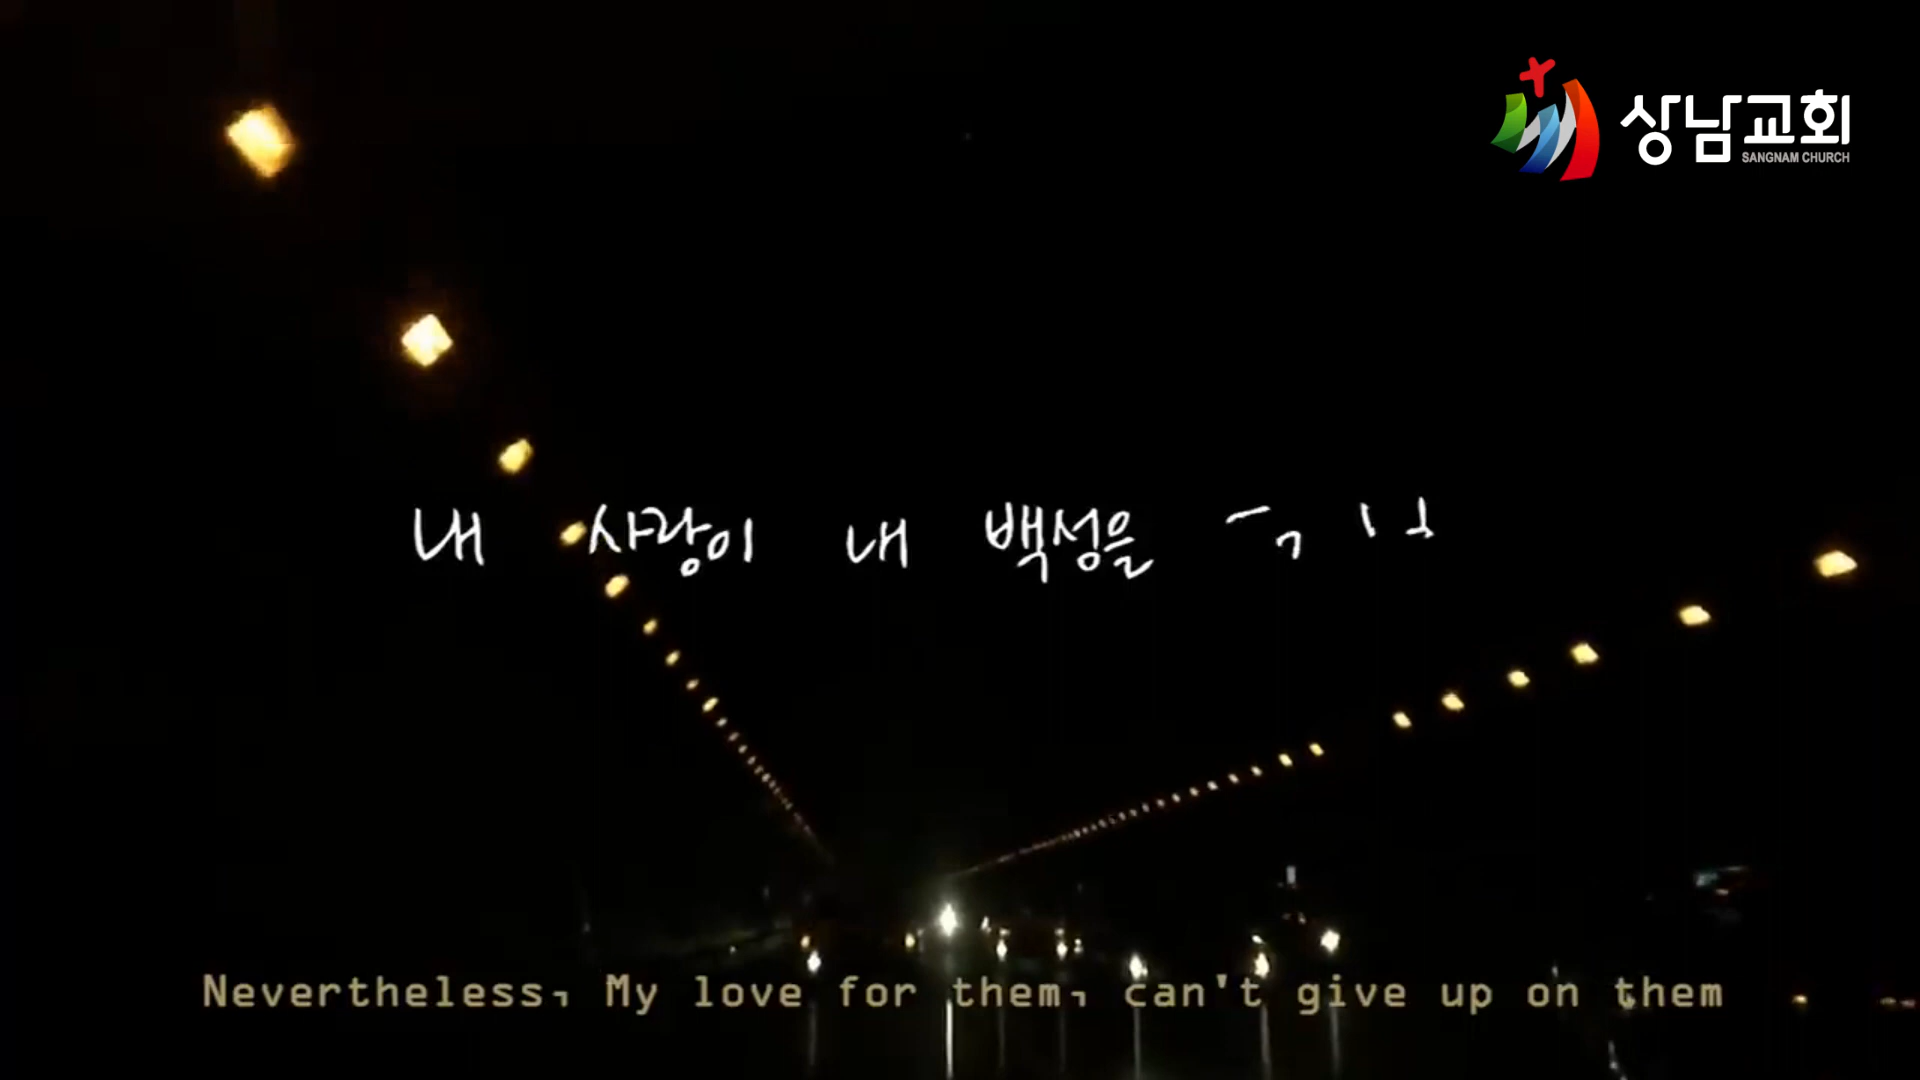 상남교회
SANGNAM CHURCH
내 사랑이 내 백성을
Nevertheless, My love for them, can't give up on them